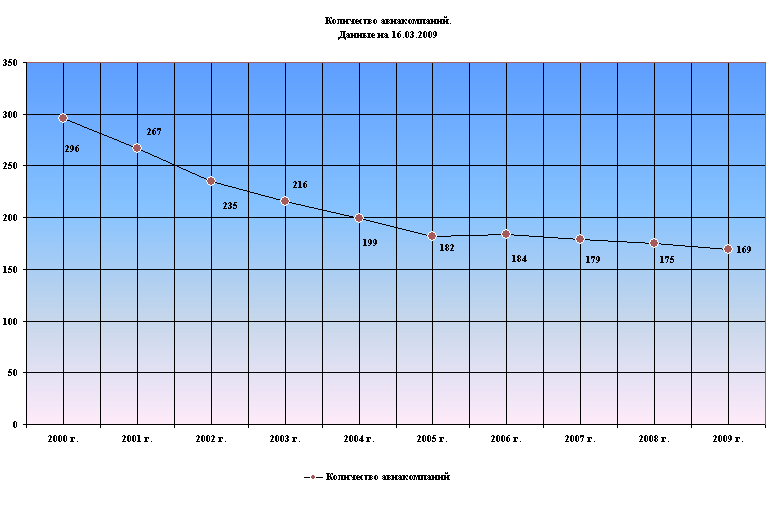 Количество авиакомпаний.
Данные на 16.03.2009
350
300
250
200
150
100
50
0
296
267
235
216
199
182
184
179
175
169
2000 г.
2001 г.
2002 г.
2003 г.
2004 г.
2005 г.
2006 г.
2007 г.
2008 г.
2009 г.
Количество авиакомпаний